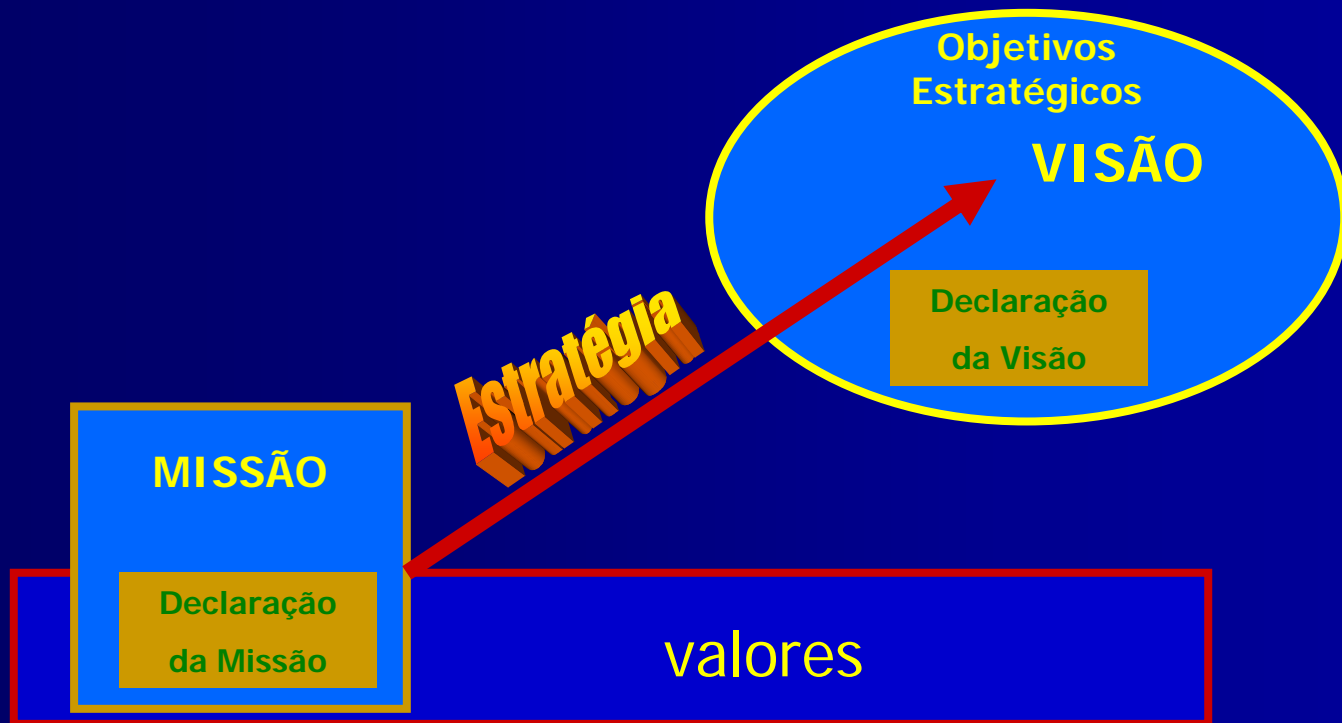 Objetivos
Estratégicos
VISÃO
Declaração
da Visão
Estratégia
MISSÃO
Declaração
da Missão
valores